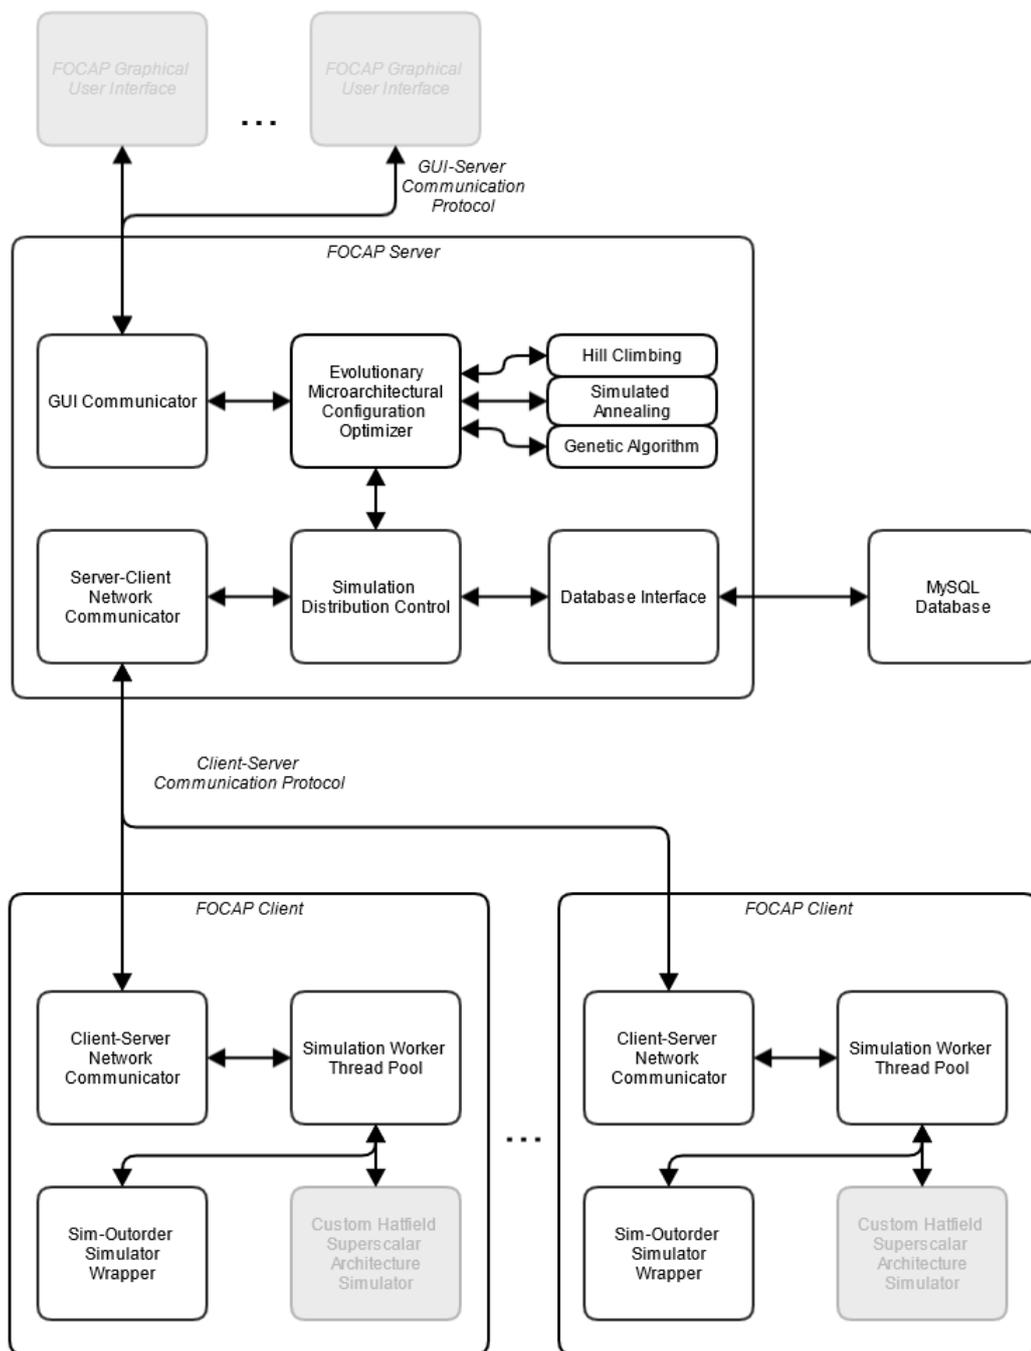 FOCAP Graphical
User Interface
FOCAP Graphical
User Interface
...
GUI-Server
Communication
Protocol
FOCAP Server
GUI Communicator
Evolutionary
Microarchitectural
Configuration
Optimizer
Hill Climbing
Simulated
Annealing
Genetic Algorithm
Server-Client
Network
Communicator
Simulation
Distribution Control
Database Interface
MySQL
Database
Client-Server
Communication Protocol
FOCAP Client
Client-Server
Network
Communicator
Simulation Worker
Thread Pool
Sim-Outorder
Simulator
Wrapper
Custom Hatfield
Superscalar
Architecture
Simulator
...
FOCAP Client
Client-Server
Network
Communicator
Simulation Worker
Thread Pool
Sim-Outorder
Simulator
Wrapper
Custom Hatfield
Superscalar
Architecture
Simulator